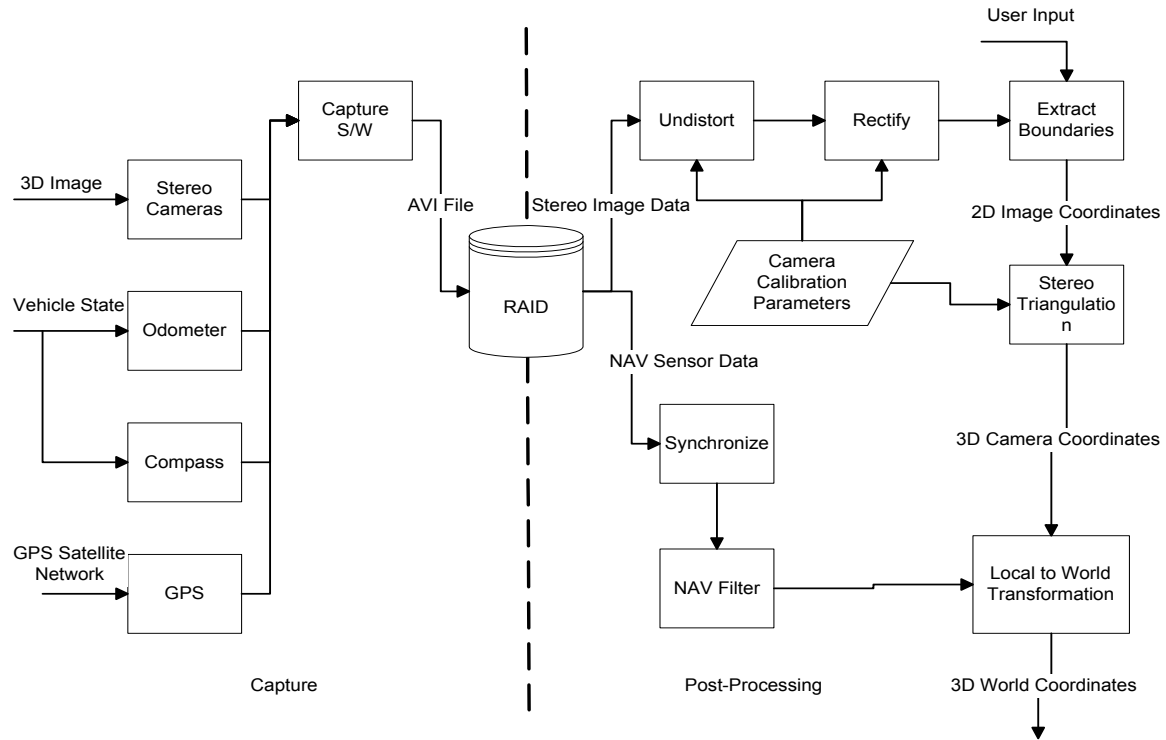 User Input
Capture
S/W
Undistort
Rectify
Extract
Boundaries
3D Image
Stereo
Cameras
AVI File
Stereo Image Data
2D Image Coordinates
Camera
Calibration
Parameters
Stereo
Triangulatio
n
Vehicle State
Odometer
RAID
NAV Sensor Data
Compass
Synchronize
3D Camera Coordinates
GPS Satellite
Network
GPS
NAV Filter
Local to World
Transformation
Capture
Post-Processing
3D World Coordinates